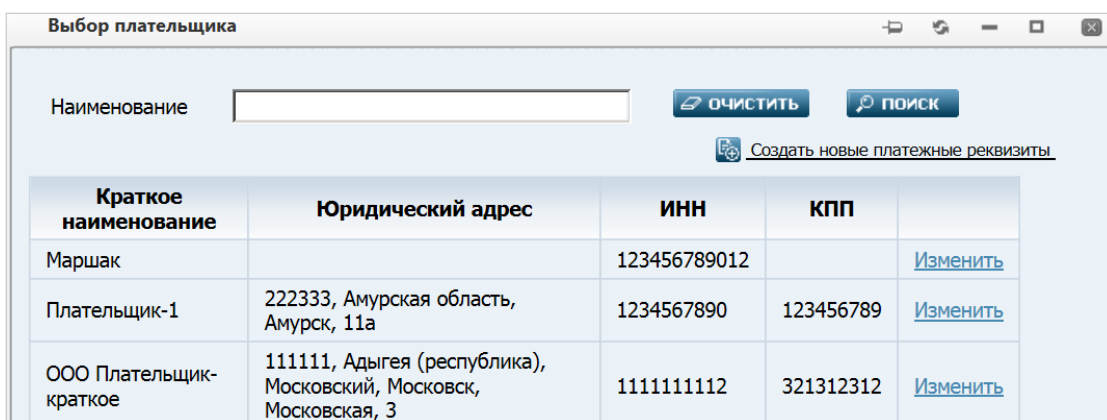 Выбор плательщика
Наименование
ОЧИСТИТЬ
ПОИСК
Создать новые платежные реквизиты
Краткое наименование
Юридический адрес
ИНН
КПП
Маршак
123456789012
Изменить
Плательщик-1
222333, Амурская область,
Амурск, 11а
1234567890
123456789
Изменить
ООО Плательщик-
краткое
111111, Адыгея (республика),
Московский, Московск,
Московская, 3
1111111112
321312312
Изменить